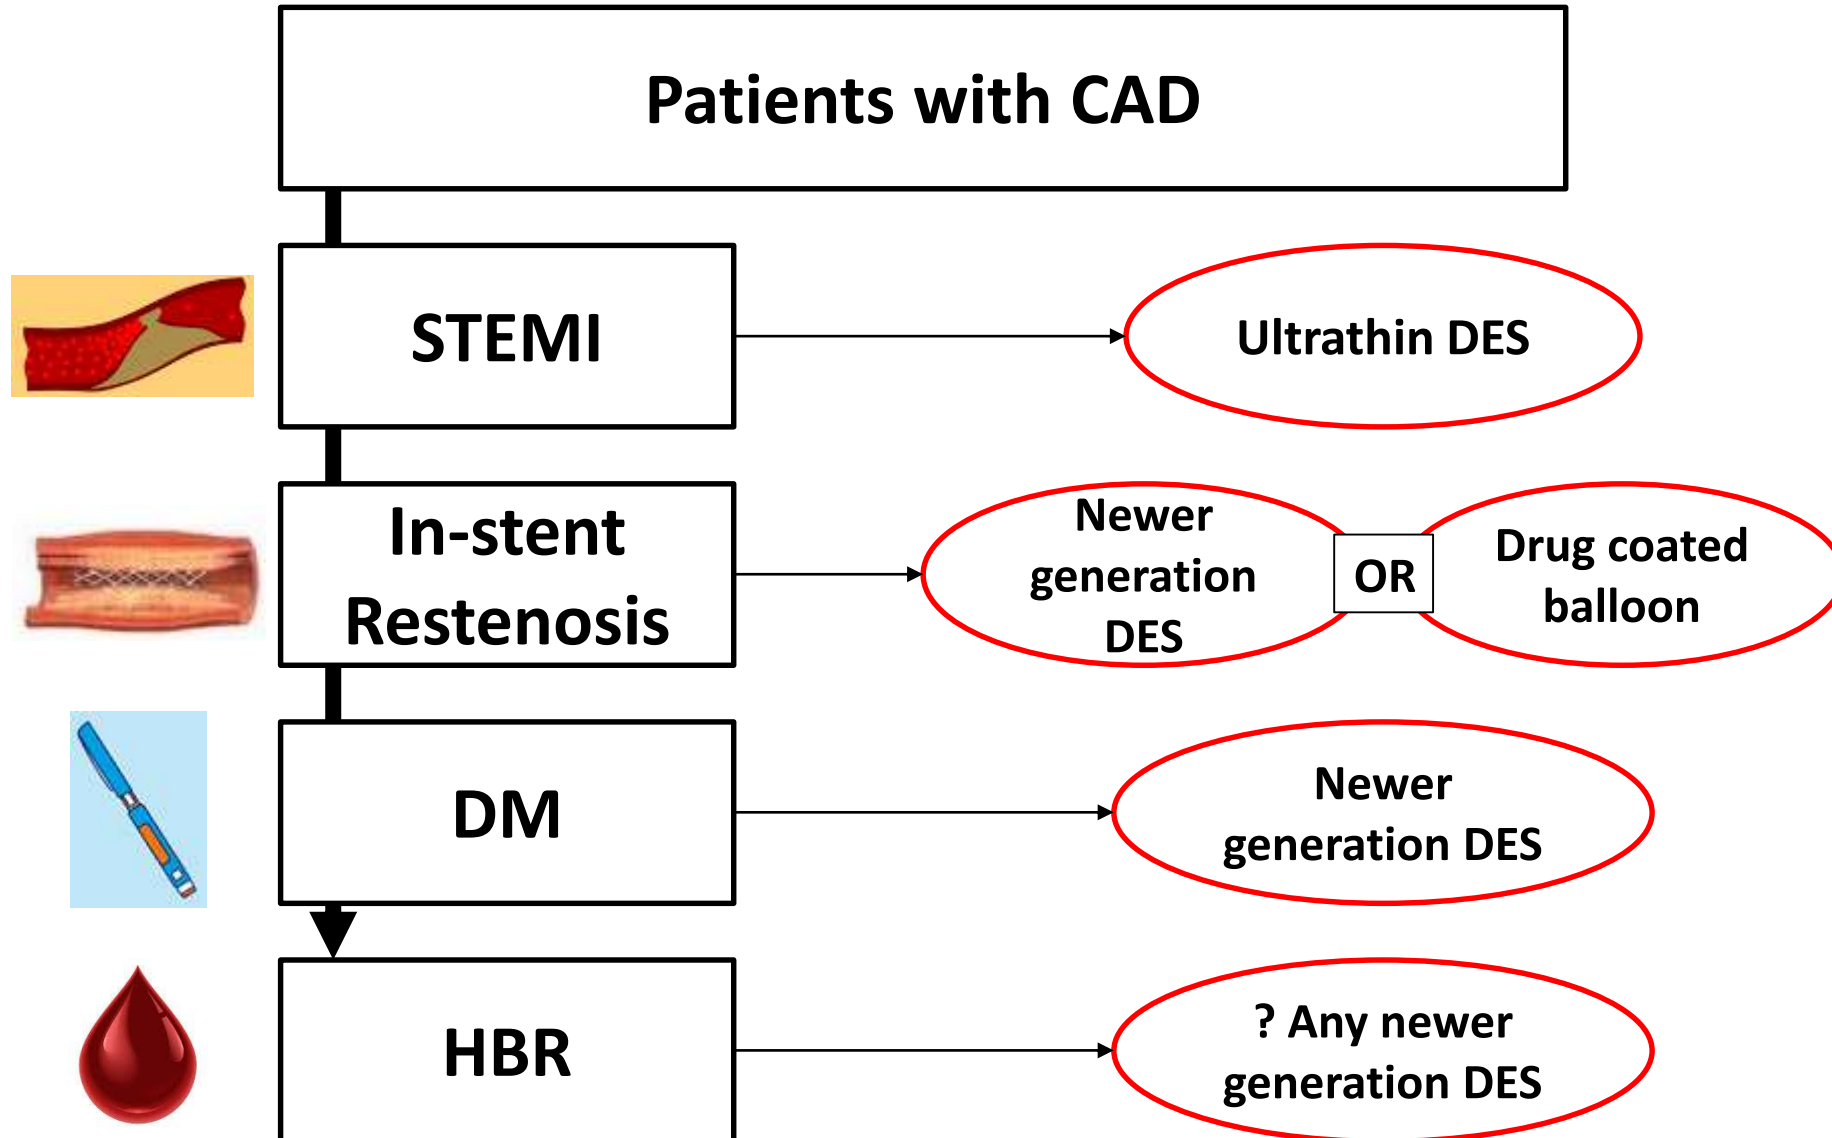 Patients with CAD
STEMI
Ultrathin DES
In-stent
Restenosis
Newer
generation
DES
OR
Drug coated
balloon
DM
Newer
generation DES
HBR
? Any newer
generation DES